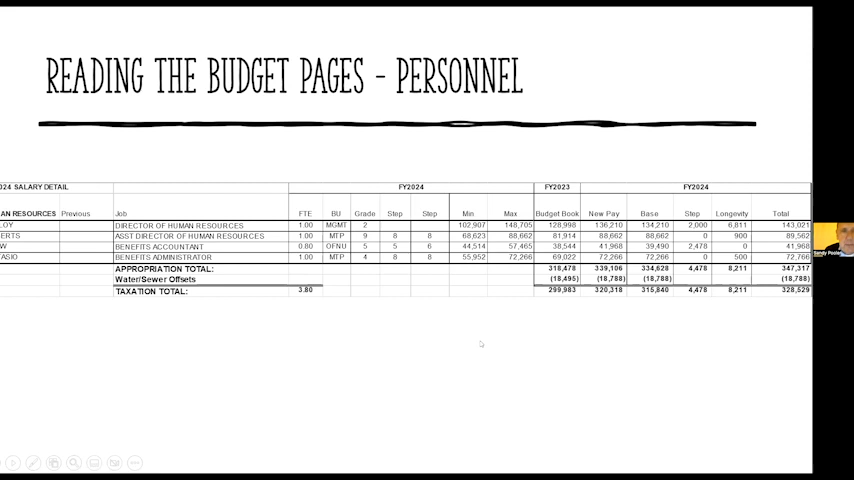 READING THE BUDGET PAGES - PERSONNEL
024 SALARY DETAIL FY2024 FY2023 FY2024
AN RESOURCES Previous Job FTE BU Grade Step Step Min Max Budget Book New Pay Base Step Longevity Total
LOY DIRECTOR OF HUMAN RESOURCES 1.00 MGMT 2 102,907 148,705 128,998 136,210 134,210 2,000 6,811 143,021
ERTS ASST DIRECTOR OF HUMAN RESOURCES 1.00 MTP 9 8 8 68,623 88,662 81,914 88,662 88,662 0 900 89,562
W BENEFITS ACCOUNTANT 0.80 OFNU 5 5 6 44,514 57,465 38,544 41,968 39,490 2,478 0 41,968
TASIO BENEFITS ADMINISTRATOR 1.00 MTP 4 8 8 55,952 72,266 69,022 72,266 72,266 0 500 72,766
APPROPRIATION TOTAL: 318,478 339,106 334,628 4,478 8,211 347,317
Water/Sewer Offsets (18,495) (18,788) (18,788) (18,788)
TAXATION TOTAL: 3.80 299,983 320,318 315,840 4,478 8,211 328,529
Sandy